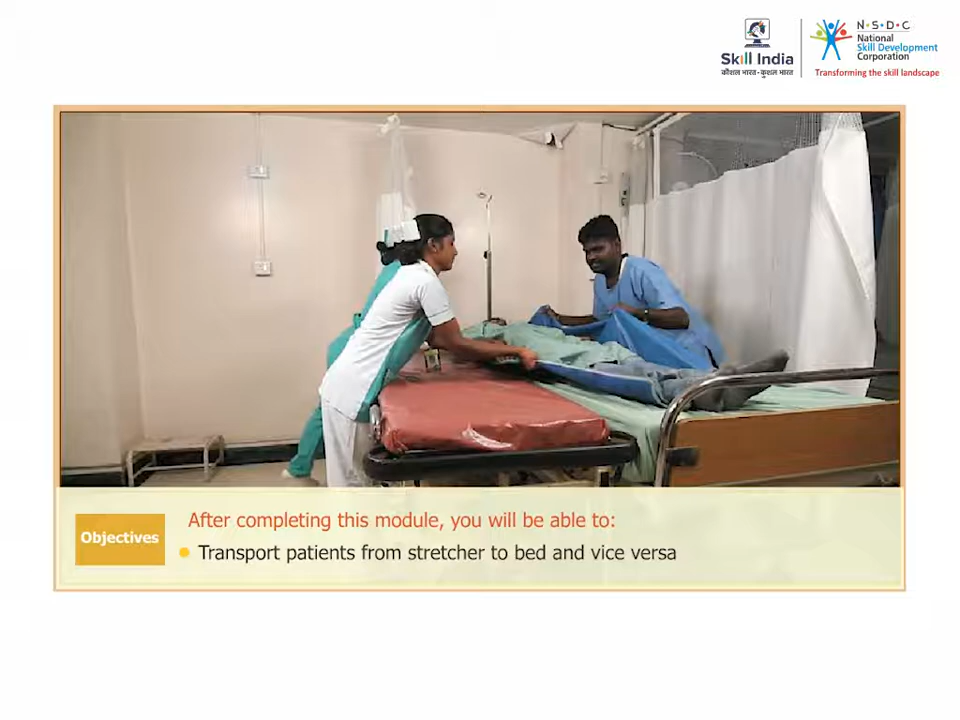 Skill India
कौशल भारत - कुशल भारत
N·S·D·C
National
Skill Development
Corporation
Transforming the skill landscape
Objectives
After completing this module, you will be able to:
Transport patients from stretcher to bed and vice versa